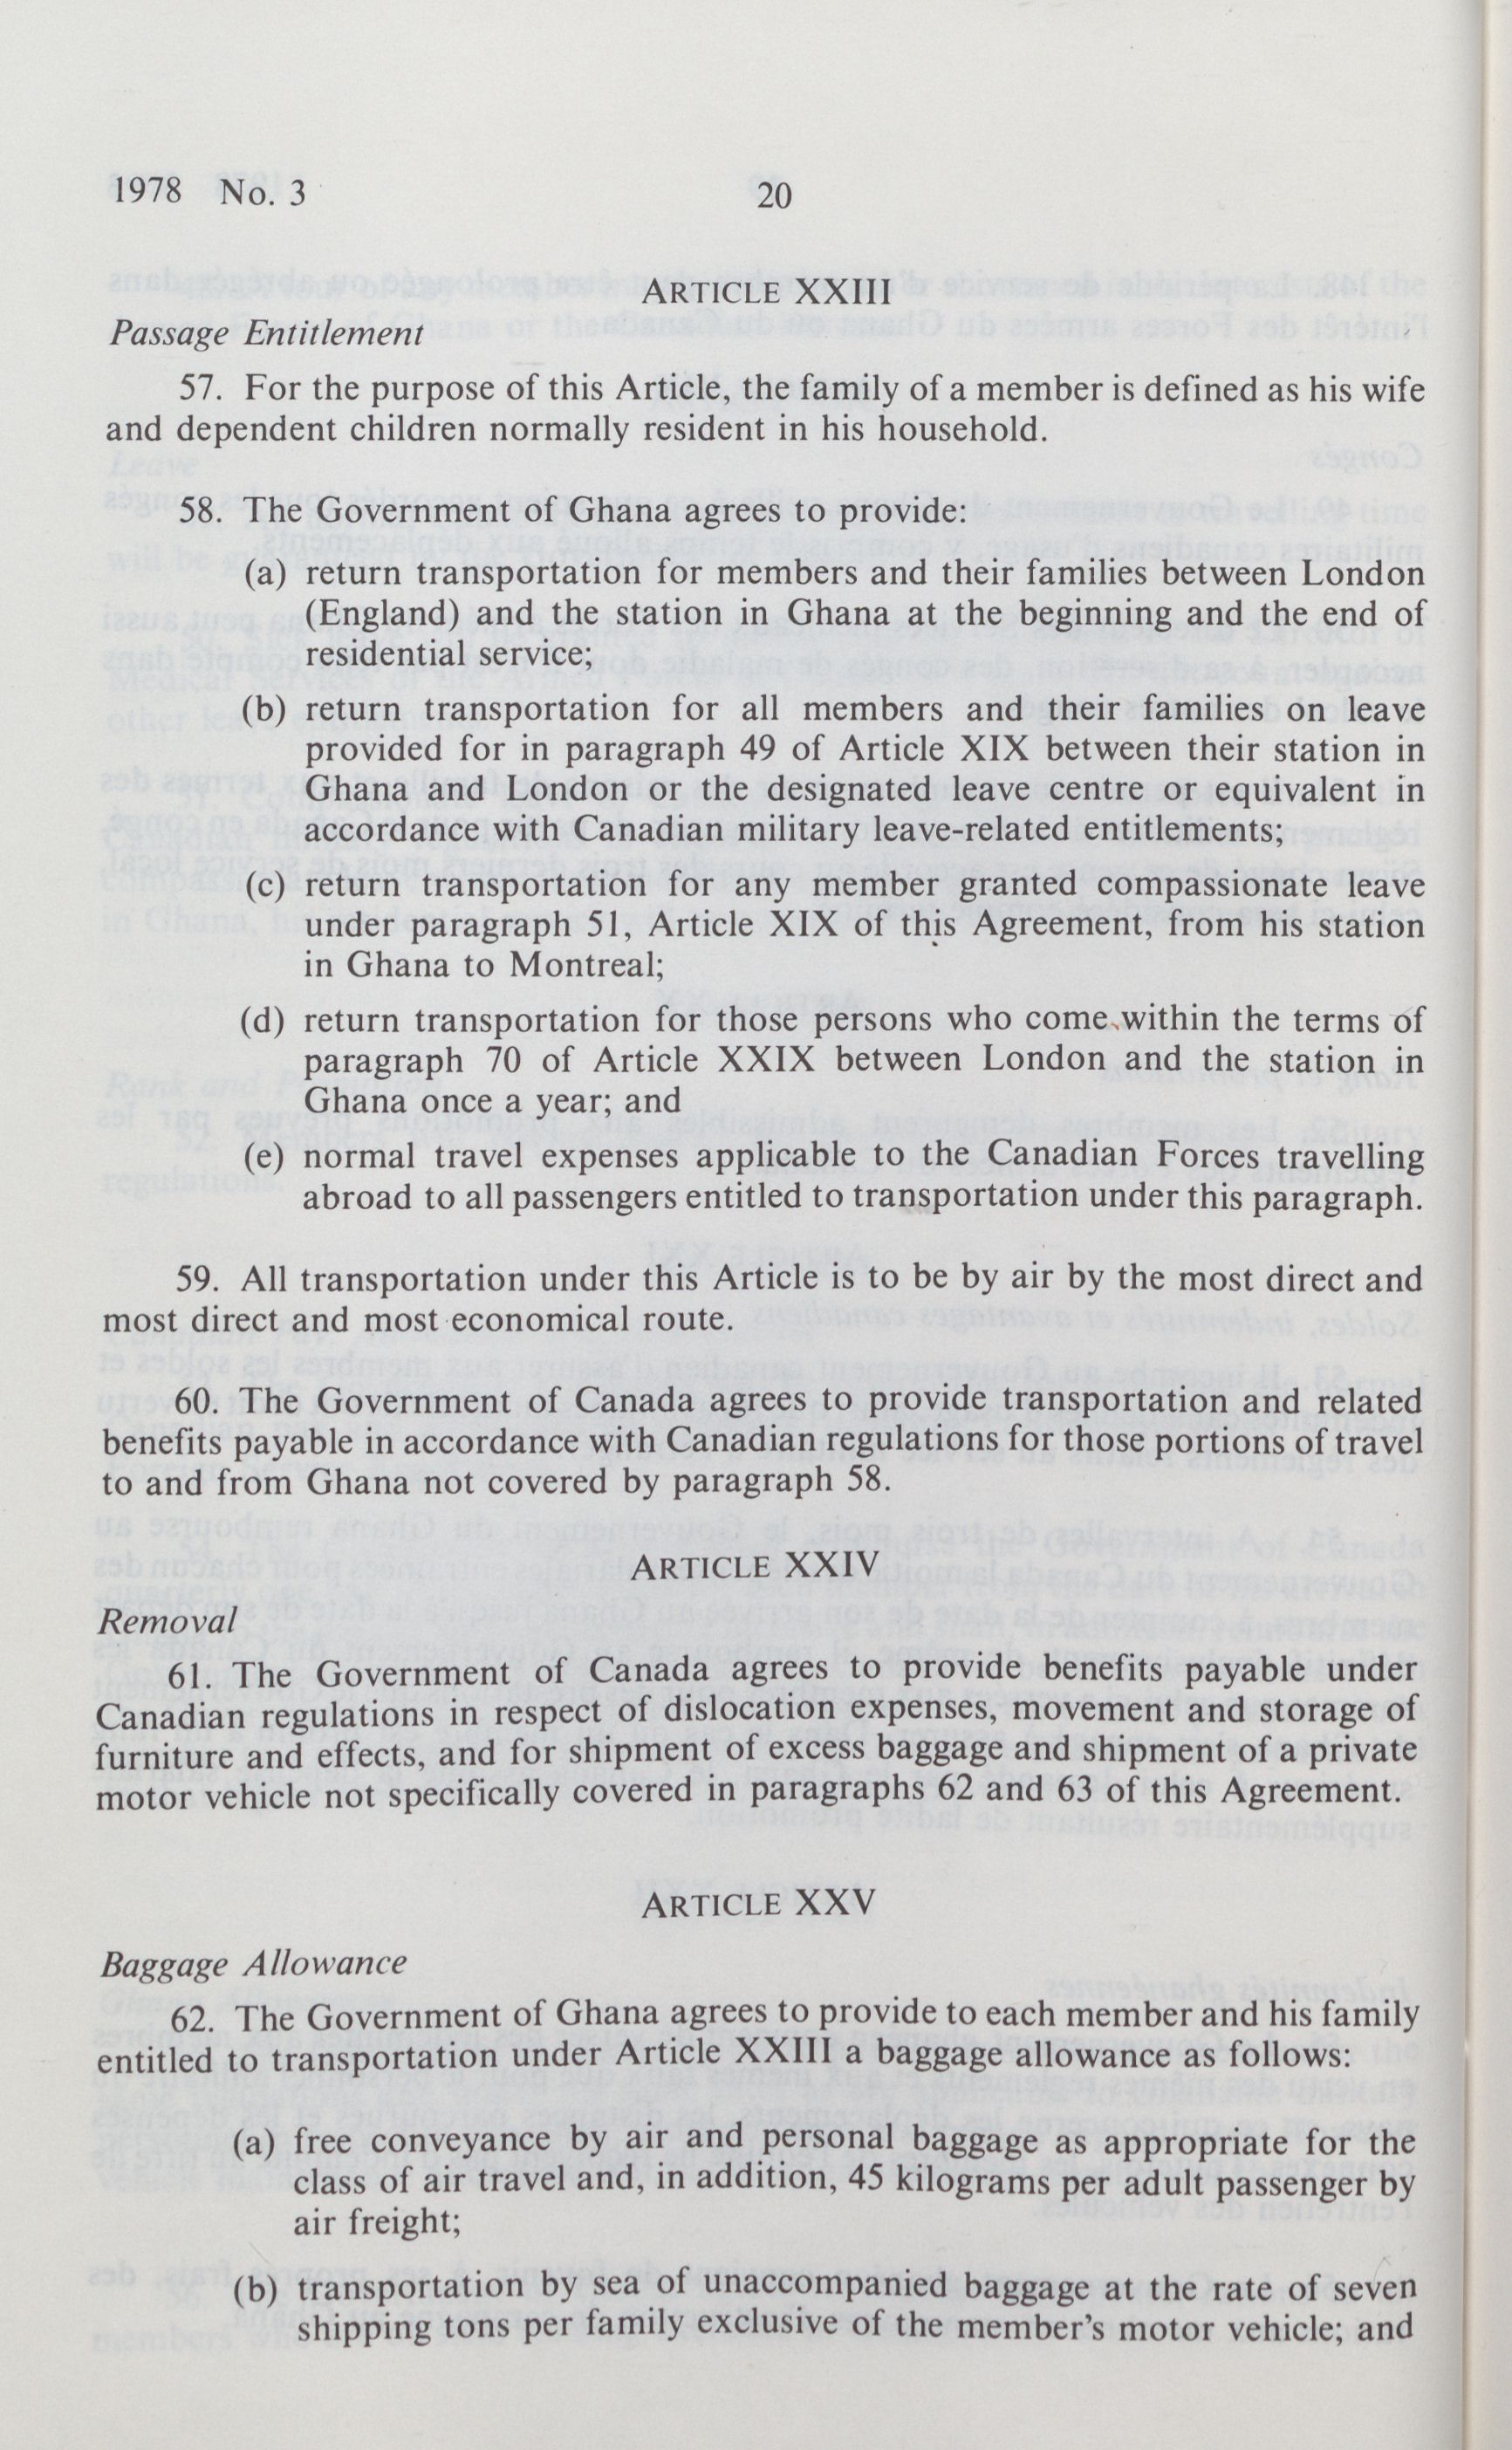 1978 No. 3
20
ARTICLE XXIII
Passage Entitlement
57. For the purpose of this Article, the family of a member is defined as his wife
and dependent children normally resident in his household.
58. The Government of Ghana agrees to provide:
(a) return transportation for members and their families between London
(England) and the station in Ghana at the beginning and the end of
residential service;
(b) return transportation for all members and their families on leave
provided for in paragraph 49 of Article XIX between their station in
Ghana and London or the designated leave centre or equivalent in
accordance with Canadian military leave-related entitlements;
(c) return transportation for any member granted compassionate leave
under paragraph 51, Article XIX of this Agreement, from his station
in Ghana to Montreal;
(d) return transportation for those persons who come within the terms of
paragraph 70 of Article XXIX between London and the station in
Ghana once a year; and
(e) normal travel expenses applicable to the Canadian Forces travelling
abroad to all passengers entitled to transportation under this paragraph.
59. All transportation under this Article is to be by air by the most direct and
most direct and most economical route.
60. The Government of Canada agrees to provide transportation and related
benefits payable in accordance with Canadian regulations for those portions of travel
to and from Ghana not covered by paragraph 58.
ARTICLE XXIV
Removal
61. The Government of Canada agrees to provide benefits payable under
Canadian regulations in respect of dislocation expenses, movement and storage of
furniture and effects, and for shipment of excess baggage and shipment of a private
motor vehicle not specifically covered in paragraphs 62 and 63 of this Agreement.
ARTICLE XXV
Baggage Allowance
62. The Government of Ghana agrees to provide to each member and his family
entitled to transportation under Article XXIII a baggage allowance as follows:
(a) free conveyance by air and personal baggage as appropriate for the
class of air travel and, in addition, 45 kilograms per adult passenger by
air freight;
(b) transportation by sea of unaccompanied baggage at the rate of seven
shipping tons per family exclusive of the member's motor vehicle; and